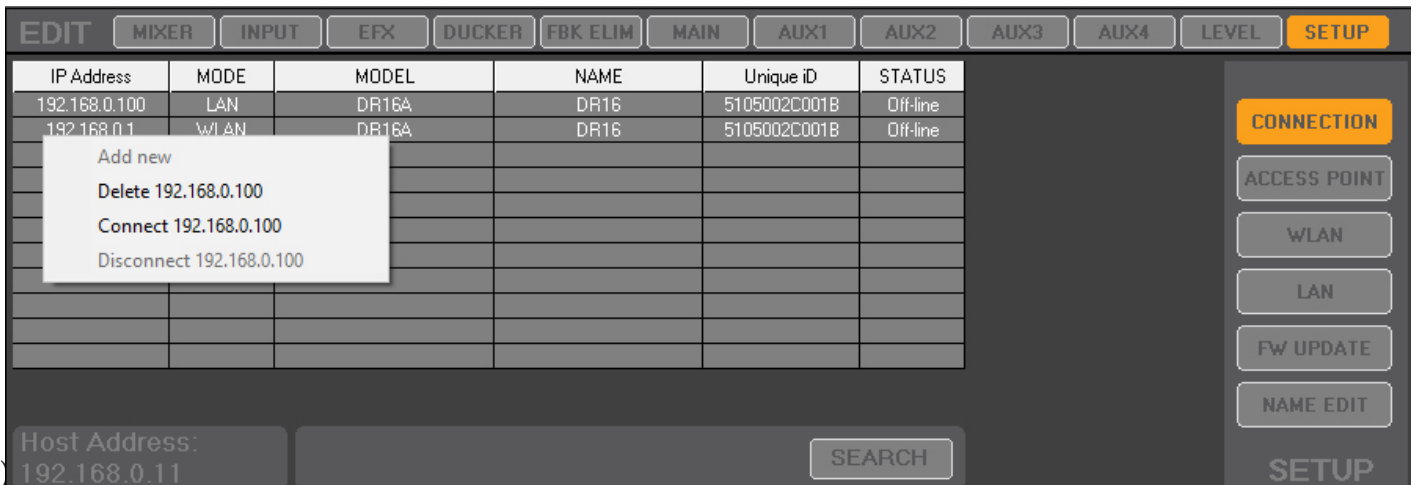 EDIT MIXER INPUT EFX DUCKER FBK ELIM MAIN AUX1 AUX2 AUX3 AUX4 LEVEL SETUP
IP Address MODE MODEL NAME Unique iD STATUS
192.168.0.100 LAN DR16A DR16 5105002C001B Off-line
192.168.0.1 WLAN DR16A DR16 5105002C001B Off-line
Add new
Delete 192.168.0.100
Connect 192.168.0.100
Disconnect 192.168.0.100
CONNECTION
ACCESS POINT
WLAN
LAN
FW UPDATE
NAME EDIT
SETUP
Host Address:
192.168.0.11
SEARCH
)